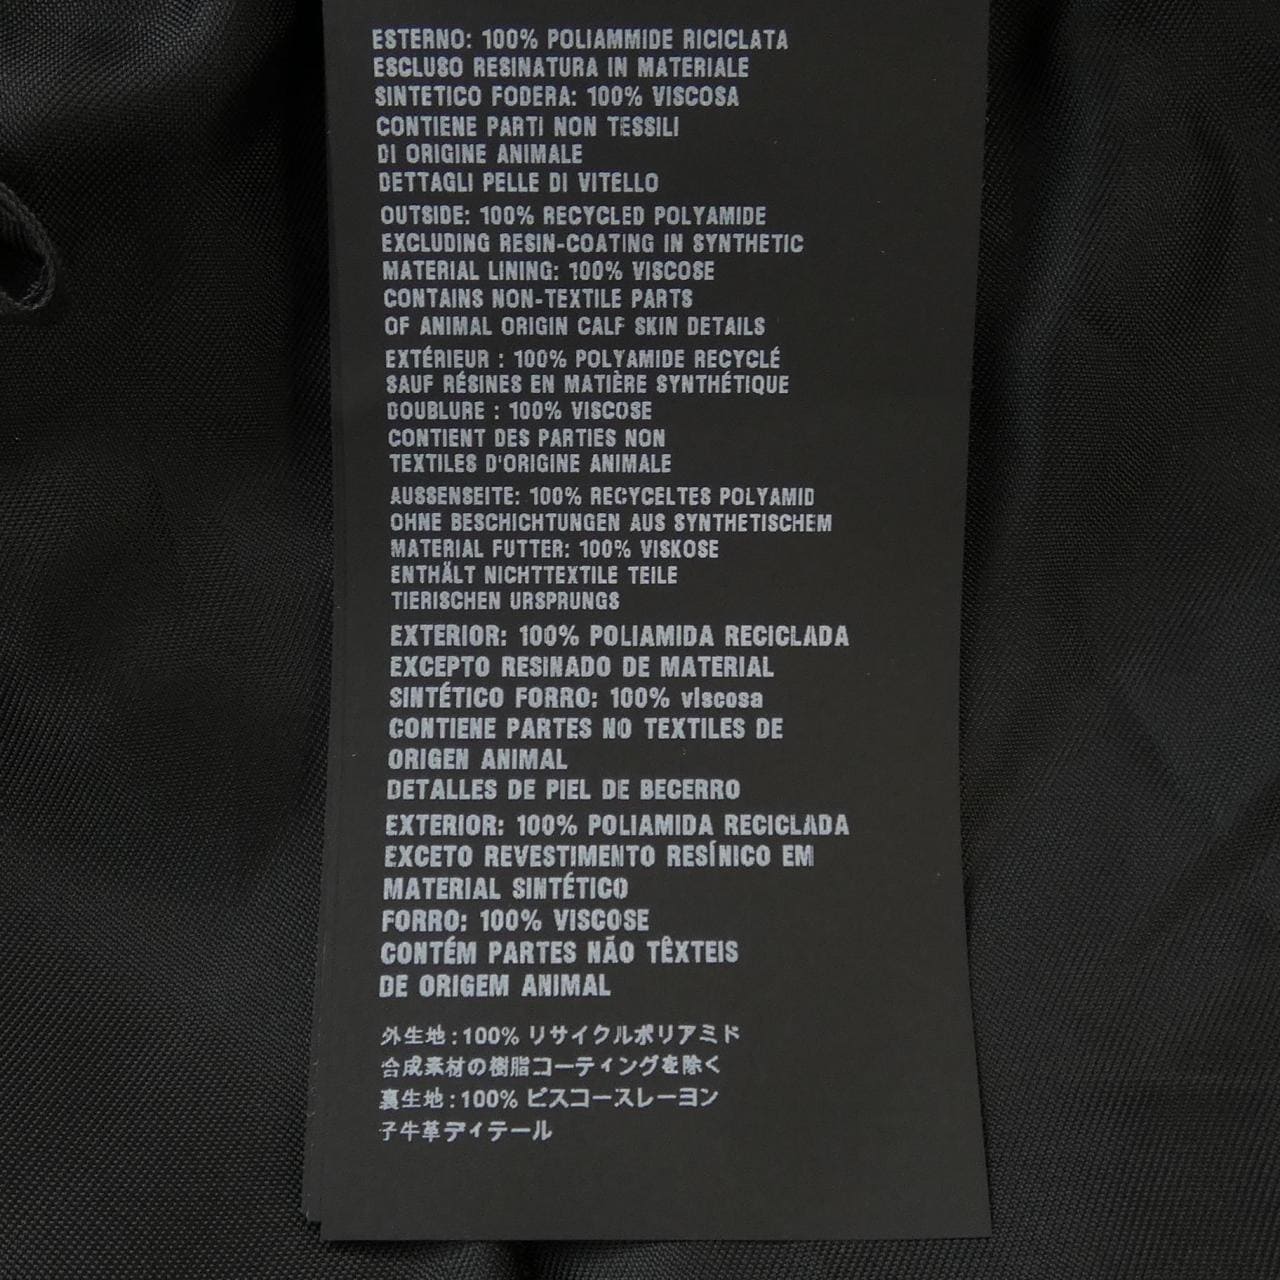 ESTERNO: 100% POLIAMMIDE RICICLATA
ESCLUSO RESINATURA IN MATERIALE
SINTETICO FODERA: 100% VISCOSA
CONTIENE PARTI NON TESSILI
DI ORIGINE ANIMALE
DETTAGLI PELLE DI VITELLO
OUTSIDE: 100% RECYCLED POLYAMIDE
EXCLUDING RESIN-COATING IN SYNTHETIC
MATERIAL LINING: 100% VISCOSE
CONTAINS NON-TEXTILE PARTS
OF ANIMAL ORIGIN CALF SKIN DETAILS
EXTÉRIEUR : 100% POLYAMIDE RECYCLÉ
SAUF RÉSINES EN MATIÈRE SYNTHÉTIQUE
DOUBLURE : 100% VISCOSE
CONTIENT DES PARTIES NON
TEXTILES D'ORIGINE ANIMALE
AUSSENSEITE: 100% RECYCELTES POLYAMID
OHNE BESCHICHTUNGEN AUS SYNTHETISCHEM
MATERIAL FUTTER: 100% VISKOSE
ENTHÄLT NICHTTEXTILE TEILE
TIERISCHEN URSPRUNGS
EXTERIOR: 100% POLIAMIDA RECICLADA
EXCEPTO RESINADO DE MATERIAL
SINTÉTICO FORRO: 100% viscosa
CONTIENE PARTES NO TEXTILES DE
ORIGEN ANIMAL
DETALLES DE PIEL DE BECERRO
EXTERIOR: 100% POLIAMIDA RECICLADA
EXCETO REVESTIMENTO RESÍNICO EM
MATERIAL SINTÉTICO
FORRO: 100% VISCOSE
CONTÉM PARTES NÃO TÊXTEIS
DE ORIGEM ANIMAL
外生地:100% リサイクルポリアミド
合成素材の樹脂コーティングを除く
裏生地:100% ビスコースレーヨン
子牛革ディテール